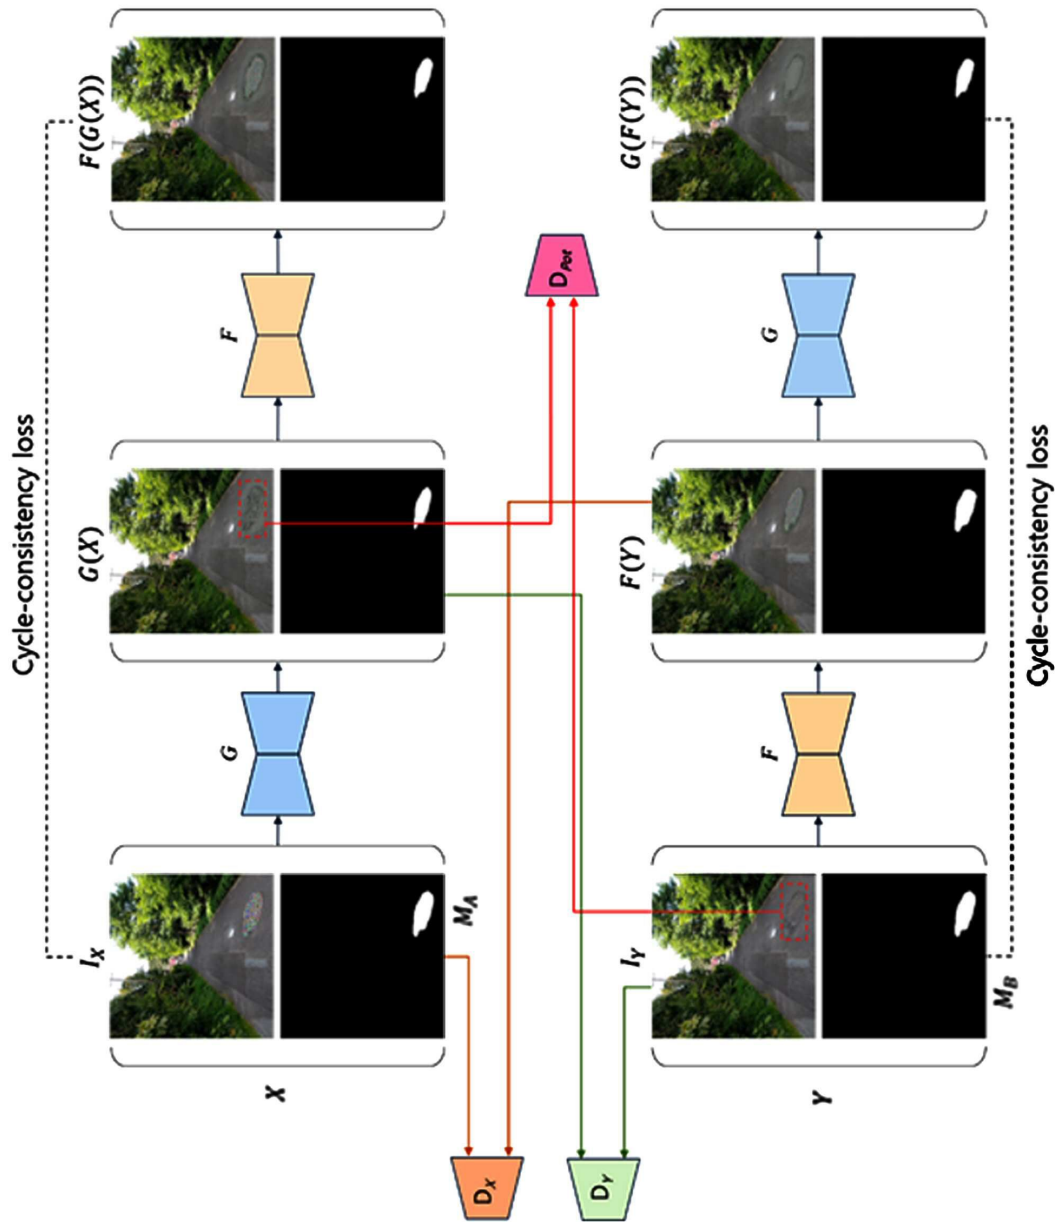 Cycle-consistency loss
I_X
G(X)
F(G(X))
G
F
X
M_A
D_X
D_Pot
D_Y
I_Y
F(Y)
G(F(Y))
F
G
Y
M_B
Cycle-consistency loss